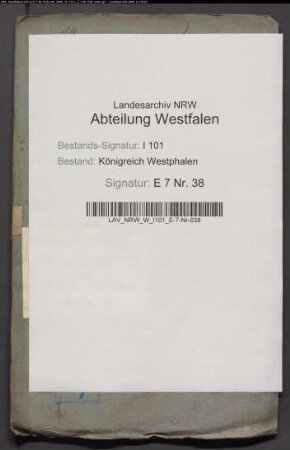 Landesarchiv NRW
Abteilung Westfalen
Bestands-Signatur: I 101
Bestand: Königreich Westphalen
Signatur: E 7 Nr. 38
LAV_NRW_W_I101_E-7-Nr-038